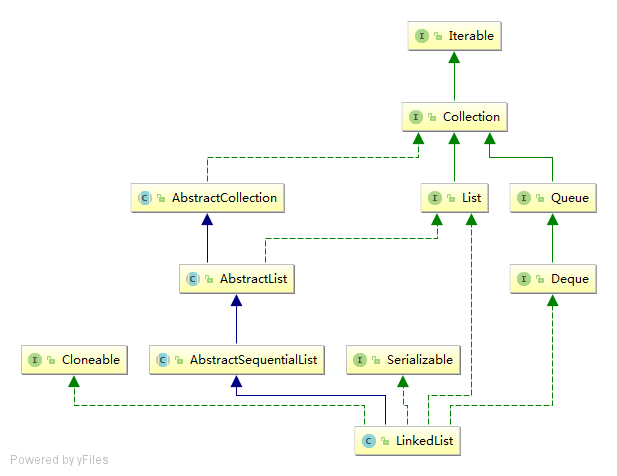 I Iterable
I Collection
C AbstractCollection
I List
I Queue
C AbstractList
I Deque
I Cloneable
C AbstractSequentialList
I Serializable
C LinkedList
Powered by yFiles